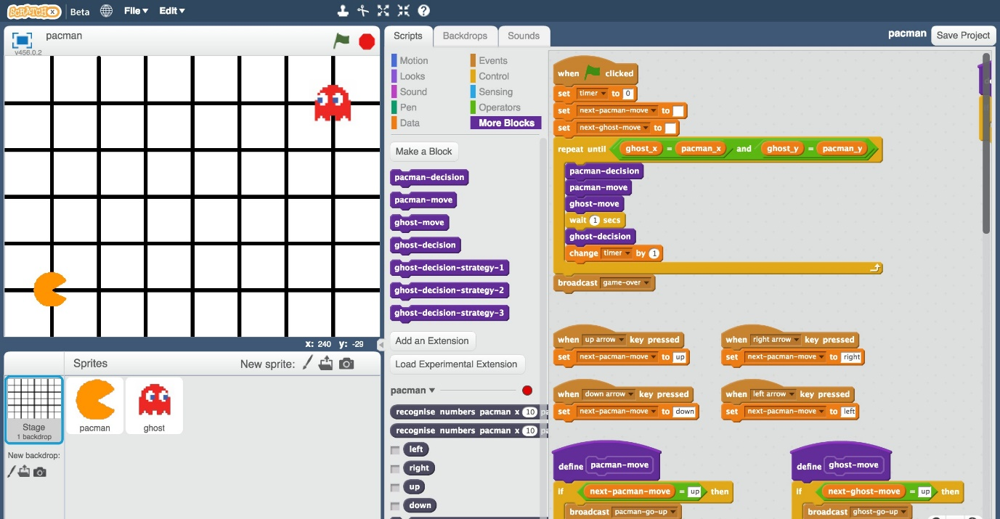 SCRATCHX Beta File▼ Edit▼
pacman
v456.0.2
Scripts Backdrops Sounds
pacman Save Project
Motion Events
Looks Control
Sound Sensing
Pen Operators
Data More Blocks
Make a Block
pacman-decision
pacman-move
ghost-move
ghost-decision
ghost-decision-strategy-1
ghost-decision-strategy-2
ghost-decision-strategy-3
Add an Extension
Load Experimental Extension
pacman ▼
recognise numbers pacman x 10 pa
recognise numbers pacman x 10 pa
left
right
up
down
x: 240 y: -29
Sprites New sprite:
Stage
1 backdrop
pacman
ghost
New backdrop:
when clicked
set timer ▼ to 0
set next-pacman-move ▼ to
set next-ghost-move ▼ to
repeat until ghost_x = pacman_x and ghost_y = pacman_y
pacman-decision
pacman-move
ghost-move
wait 1 secs
ghost-decision
change timer ▼ by 1
broadcast game-over ▼
when up arrow ▼ key pressed
set next-pacman-move ▼ to up
when right arrow ▼ key pressed
set next-pacman-move ▼ to right
when down arrow ▼ key pressed
set next-pacman-move ▼ to down
when left arrow ▼ key pressed
set next-pacman-move ▼ to left
define pacman-move
if next-pacman-move = up then
broadcast pacman-go-up ▼
define ghost-move
if next-ghost-move = up then
broadcast ghost-go-up ▼